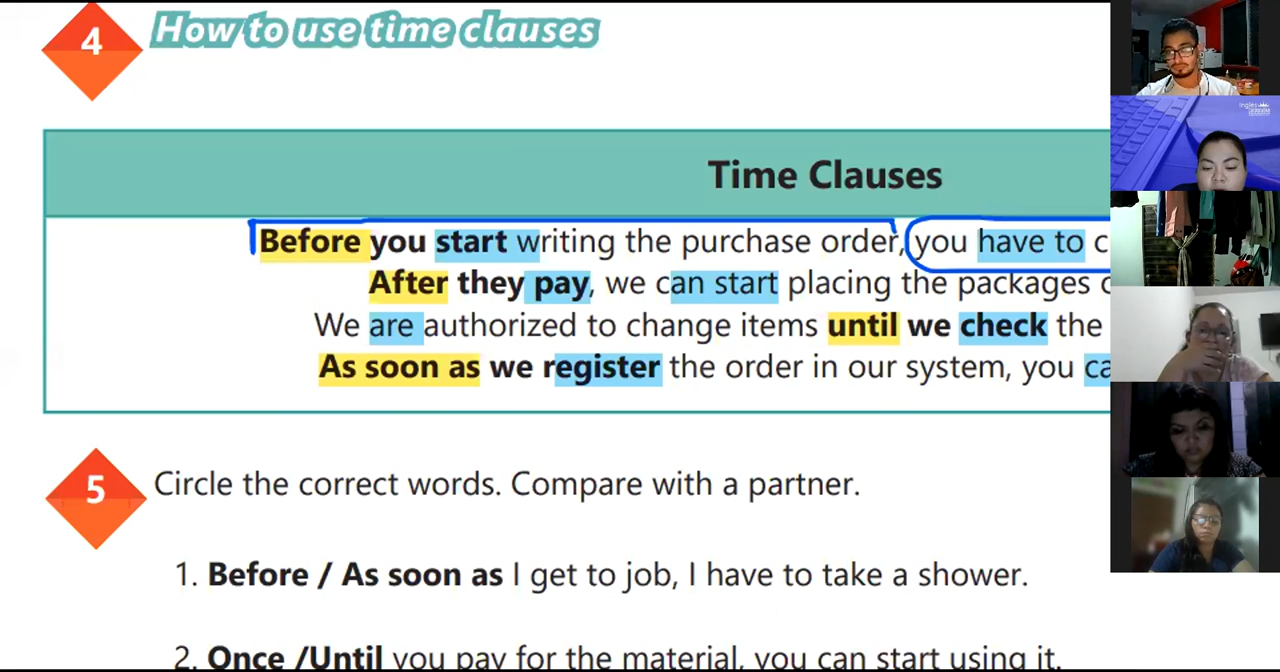 4
How to use time clauses
Time Clauses
Before you start writing the purchase order, you have to
After they pay, we can start placing the packages
We are authorized to change items until we check the
As soon as we register the order in our system, you
5
Circle the correct words. Compare with a partner.
1. Before / As soon as I get to job, I have to take a shower.
2. Once /Until you pay for the material, you can start using it.